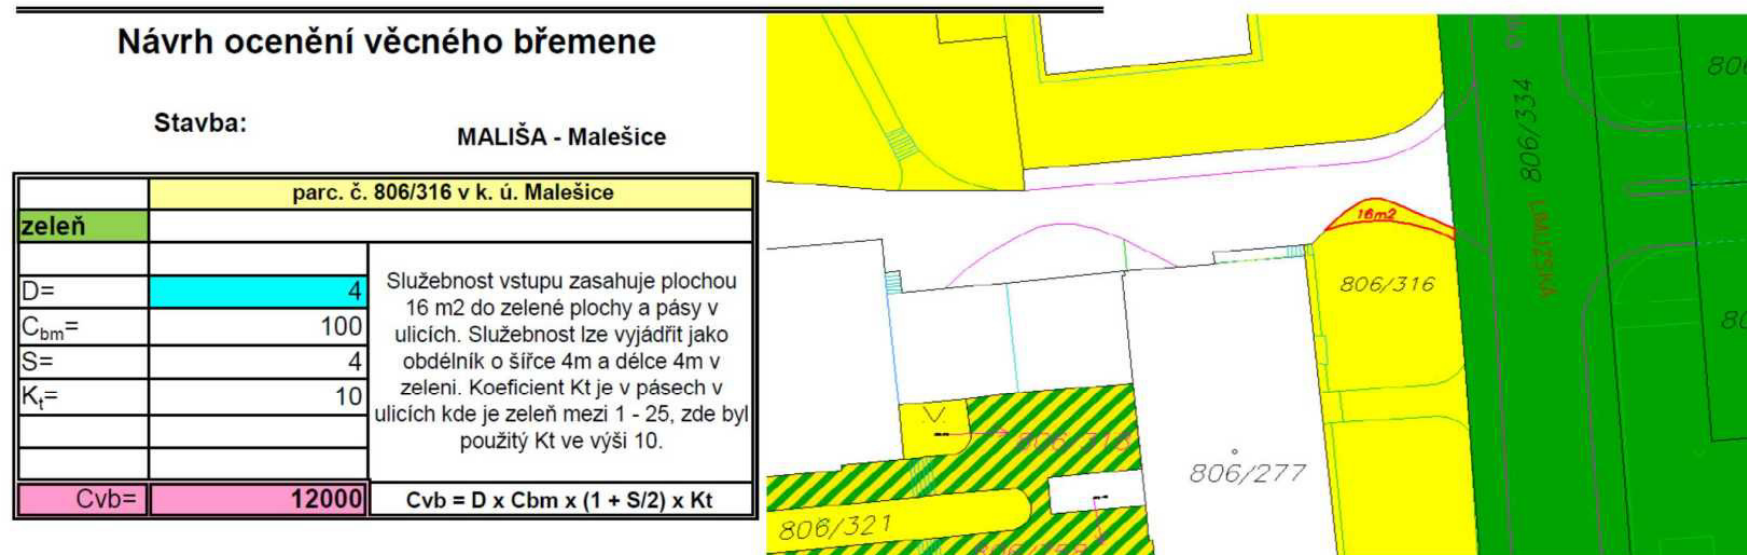 Návrh ocenění věcného břemene
Stavba:
MALIŠA - Malešice
parc. č. 806/316 v k. ú. Malešice
zeleň
D= 4
Cbm= 100
S= 4
Kt= 10
Služebnost vstupu zasahuje plochou
16 m2 do zelené plochy a pásy v
ulicích. Služebnost lze vyjádřit jako
obdélník o šířce 4m a délce 4m v
zeleni. Koeficient Kt je v pásech v
ulicích kde je zeleň mezi 1 - 25, zde byl
použitý Kt ve výši 10.
Cvb= 12000
Cvb = D x Cbm x (1 + S/2) x Kt
16m2
806/316
806/334
806/277
806/321